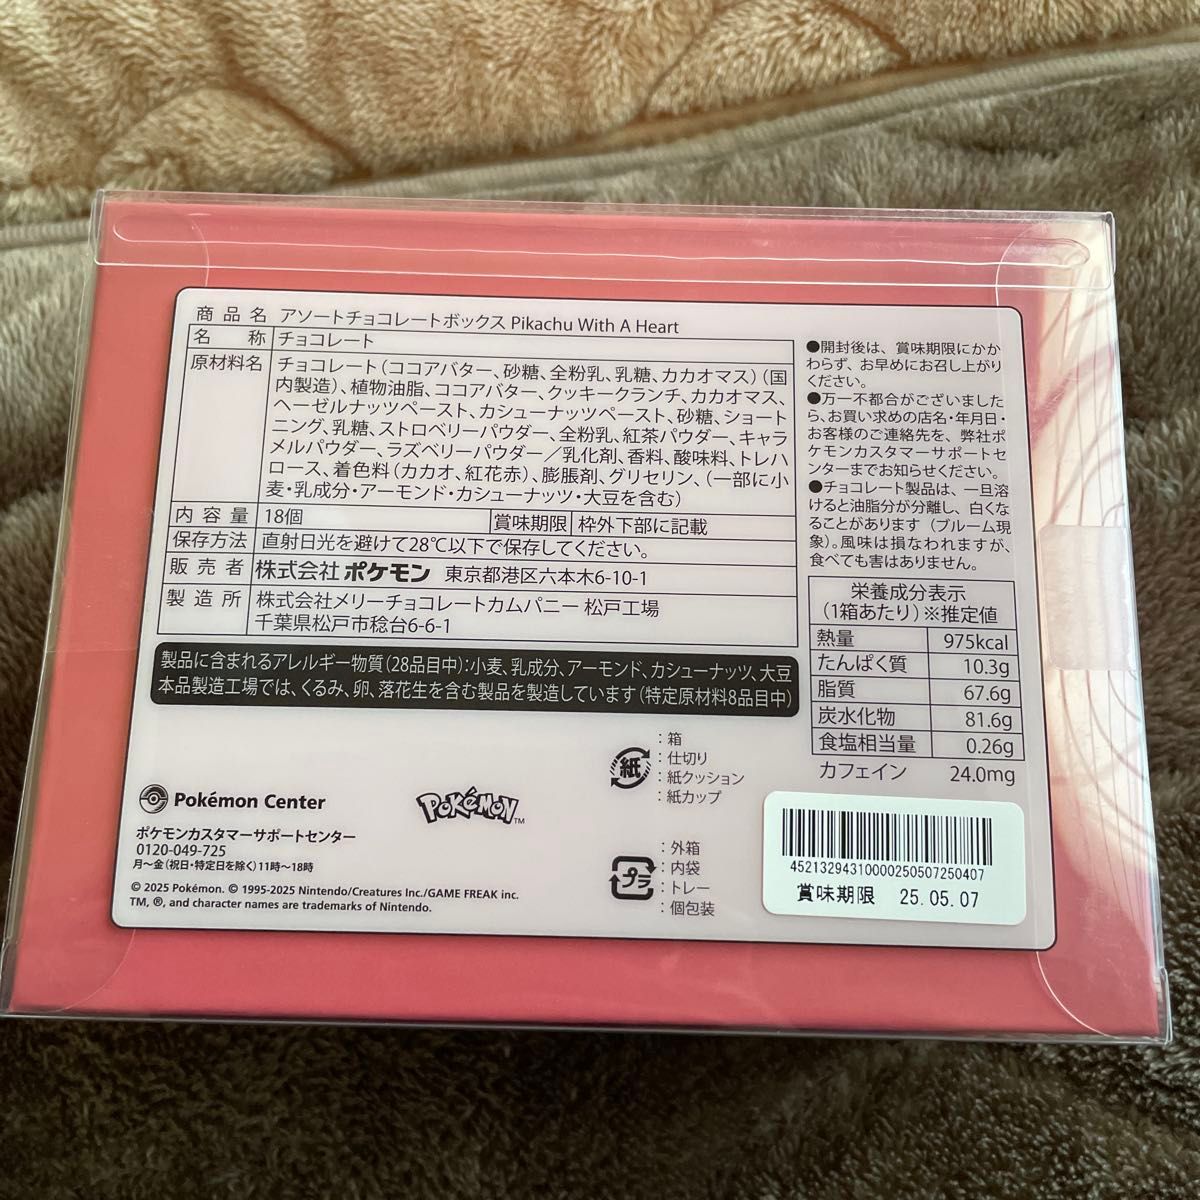 商品名 アソートチョコレートボックス Pikachu With A Heart
名称 チョコレート
原材料名 チョコレート(ココアバター、砂糖、全粉乳、乳糖、カカオマス)(国
内製造)、植物油脂、ココアバター、クッキークランチ、カカオマス、
ヘーゼルナッツペースト、カシューナッツペースト、砂糖、ショート
ニング、乳糖、ストロベリーパウダー、全粉乳、紅茶パウダー、キャラ
メルパウダー、ラズベリーパウダー/乳化剤、香料、酸味料、トレハ
ロース、着色料(カカオ、紅花赤)、膨脹剤、グリセリン、(一部に小
麦・乳成分・アーモンド・カシューナッツ・大豆を含む)
内容量 18個 賞味期限 枠外下部に記載
保存方法 直射日光を避けて28℃以下で保存してください。
販売者 株式会社ポケモン 東京都港区六本木6-10-1
製造所 株式会社メリーチョコレートカムパニー 松戸工場
千葉県松戸市稔台6-6-1
製品に含まれるアレルギー物質(28品目中):小麦、乳成分、アーモンド、カシューナッツ、大豆
本品製造工場では、くるみ、卵、落花生を含む製品を製造しています(特定原材料8品目中)
●開封後は、賞味期限にかか
わらず、お早めにお召し上がり
ください。
●万一不都合がございました
ら、お買い求めの店名・年月日・
お客様のご連絡先を、弊社ポ
ケモンカスタマーサポートセ
ンターまでお知らせください。
●チョコレート製品は、一旦溶
けると油脂分が分離し、白くな
ることがあります(ブルーム現
象)。風味は損なわれますが、
食べても害はありません。
栄養成分表示
(1箱あたり)※推定値
熱量 975kcal
たんぱく質 10.3g
脂質 67.6g
炭水化物 81.6g
食塩相当量 0.26g
カフェイン 24.0mg
紙
:箱
:仕切り
:紙クッション
:紙カップ
プラ
:外箱
:内袋
:トレー
:個包装
Pokémon Center
POKéMON TM
ポケモンカスタマーサポートセンター
0120-049-725
月～金(祝日・特定日を除く)11時～18時
© 2025 Pokémon. © 1995-2025 Nintendo/Creatures Inc./GAME FREAK inc.
TM, ®, and character names are trademarks of Nintendo.
4521329431000025050725​0407
賞味期限 25.05.07